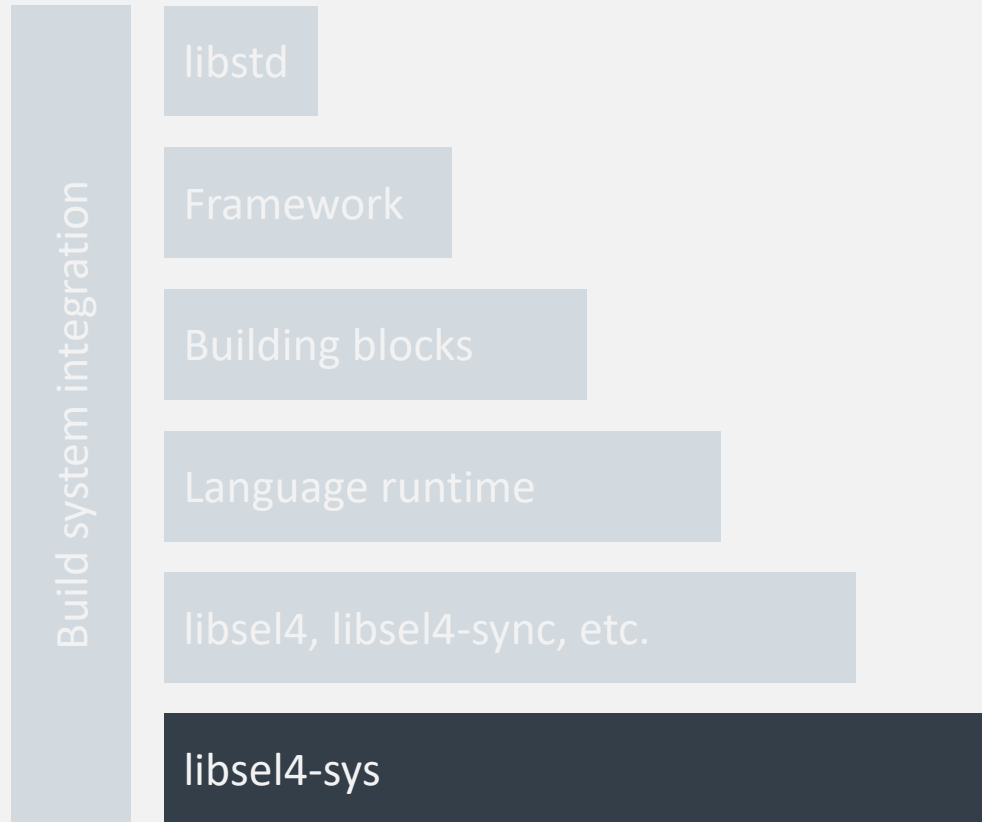 Build system integration
libstd
Framework
Building blocks
Language runtime
libsel4, libsel4-sync, etc.
libsel4-sys